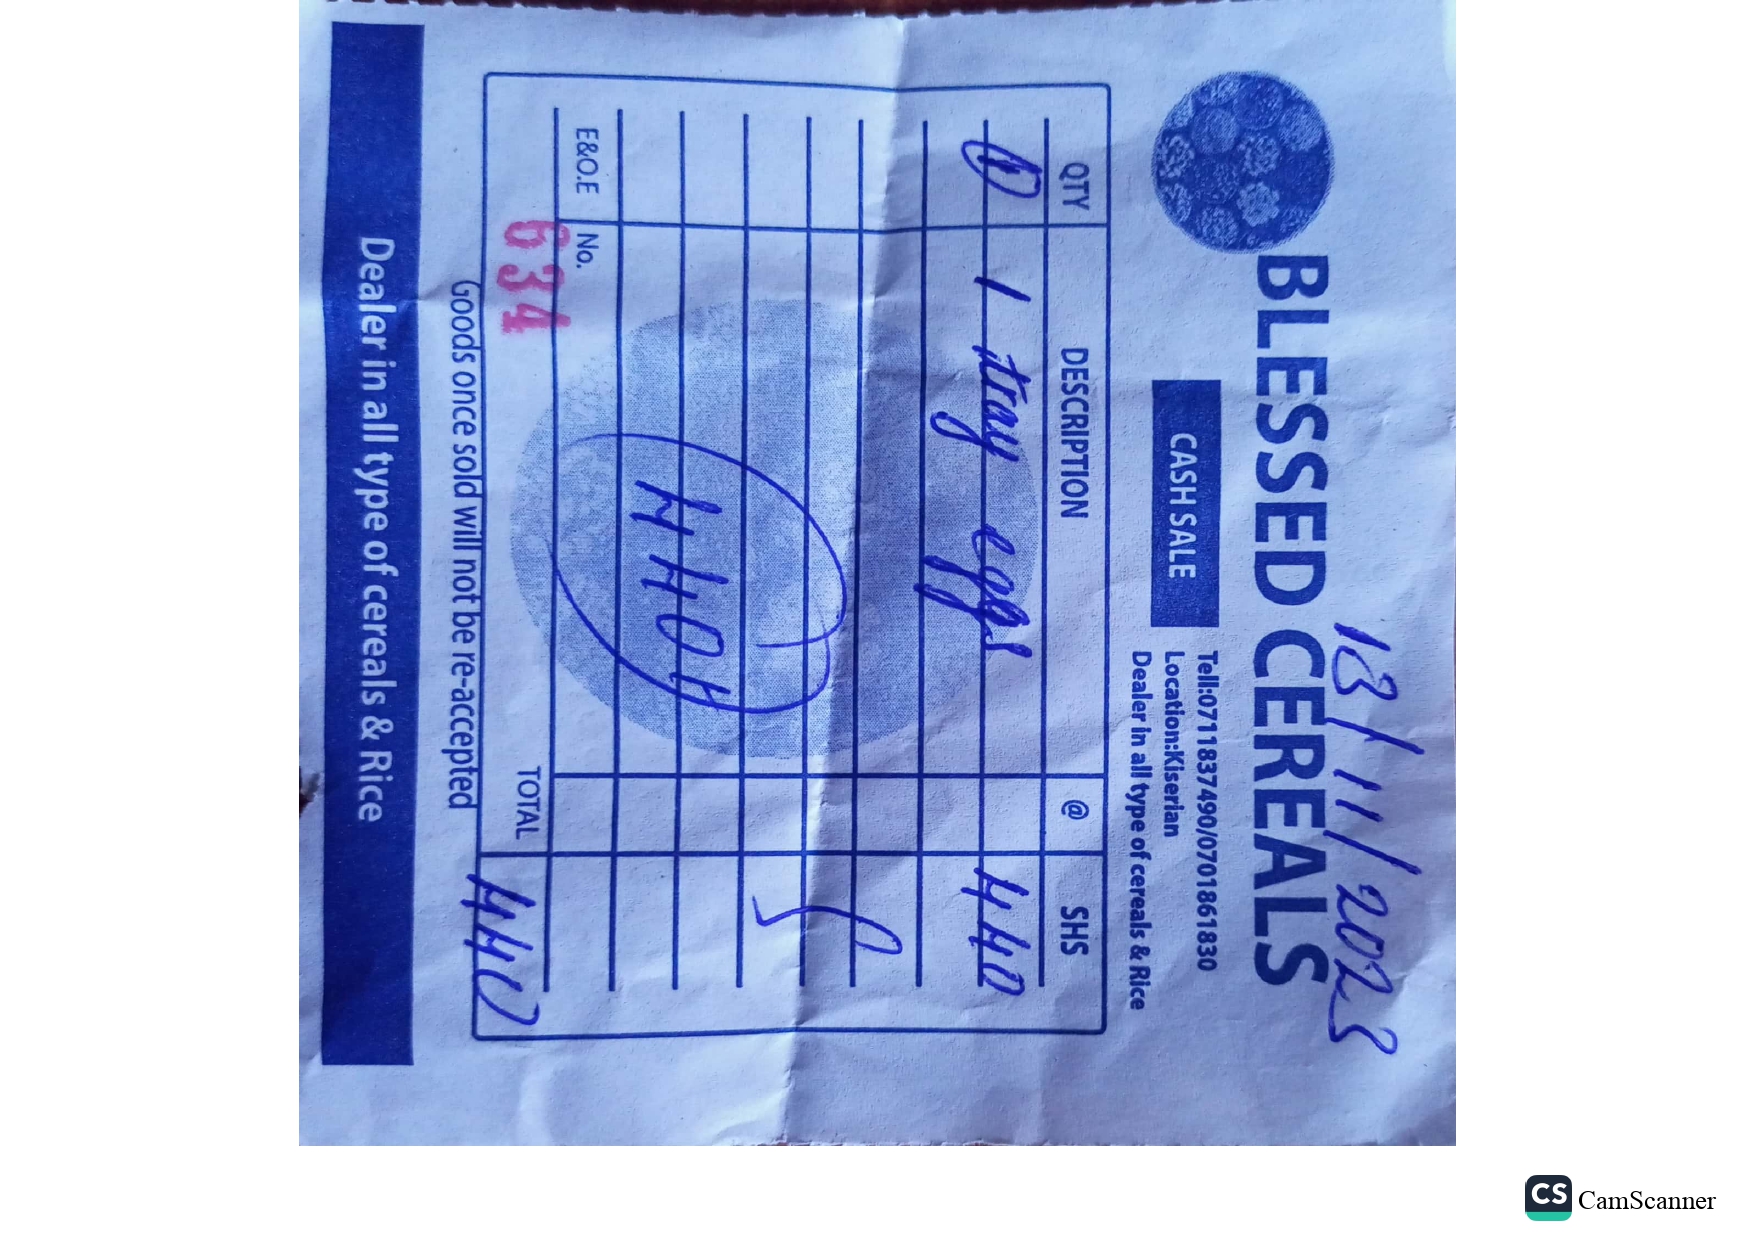 13/11/2023
BLESSED CEREALS
CASH SALE
Tell:0711837490/0701861830
Location:Kiserian
Dealer in all type of cereals & Rice
QTY DESCRIPTION @ SHS
1 tray eggs 440
440
E&O.E No. 634 TOTAL 440
Goods once sold will not be re-accepted
Dealer in all type of cereals & Rice
CS CamScanner